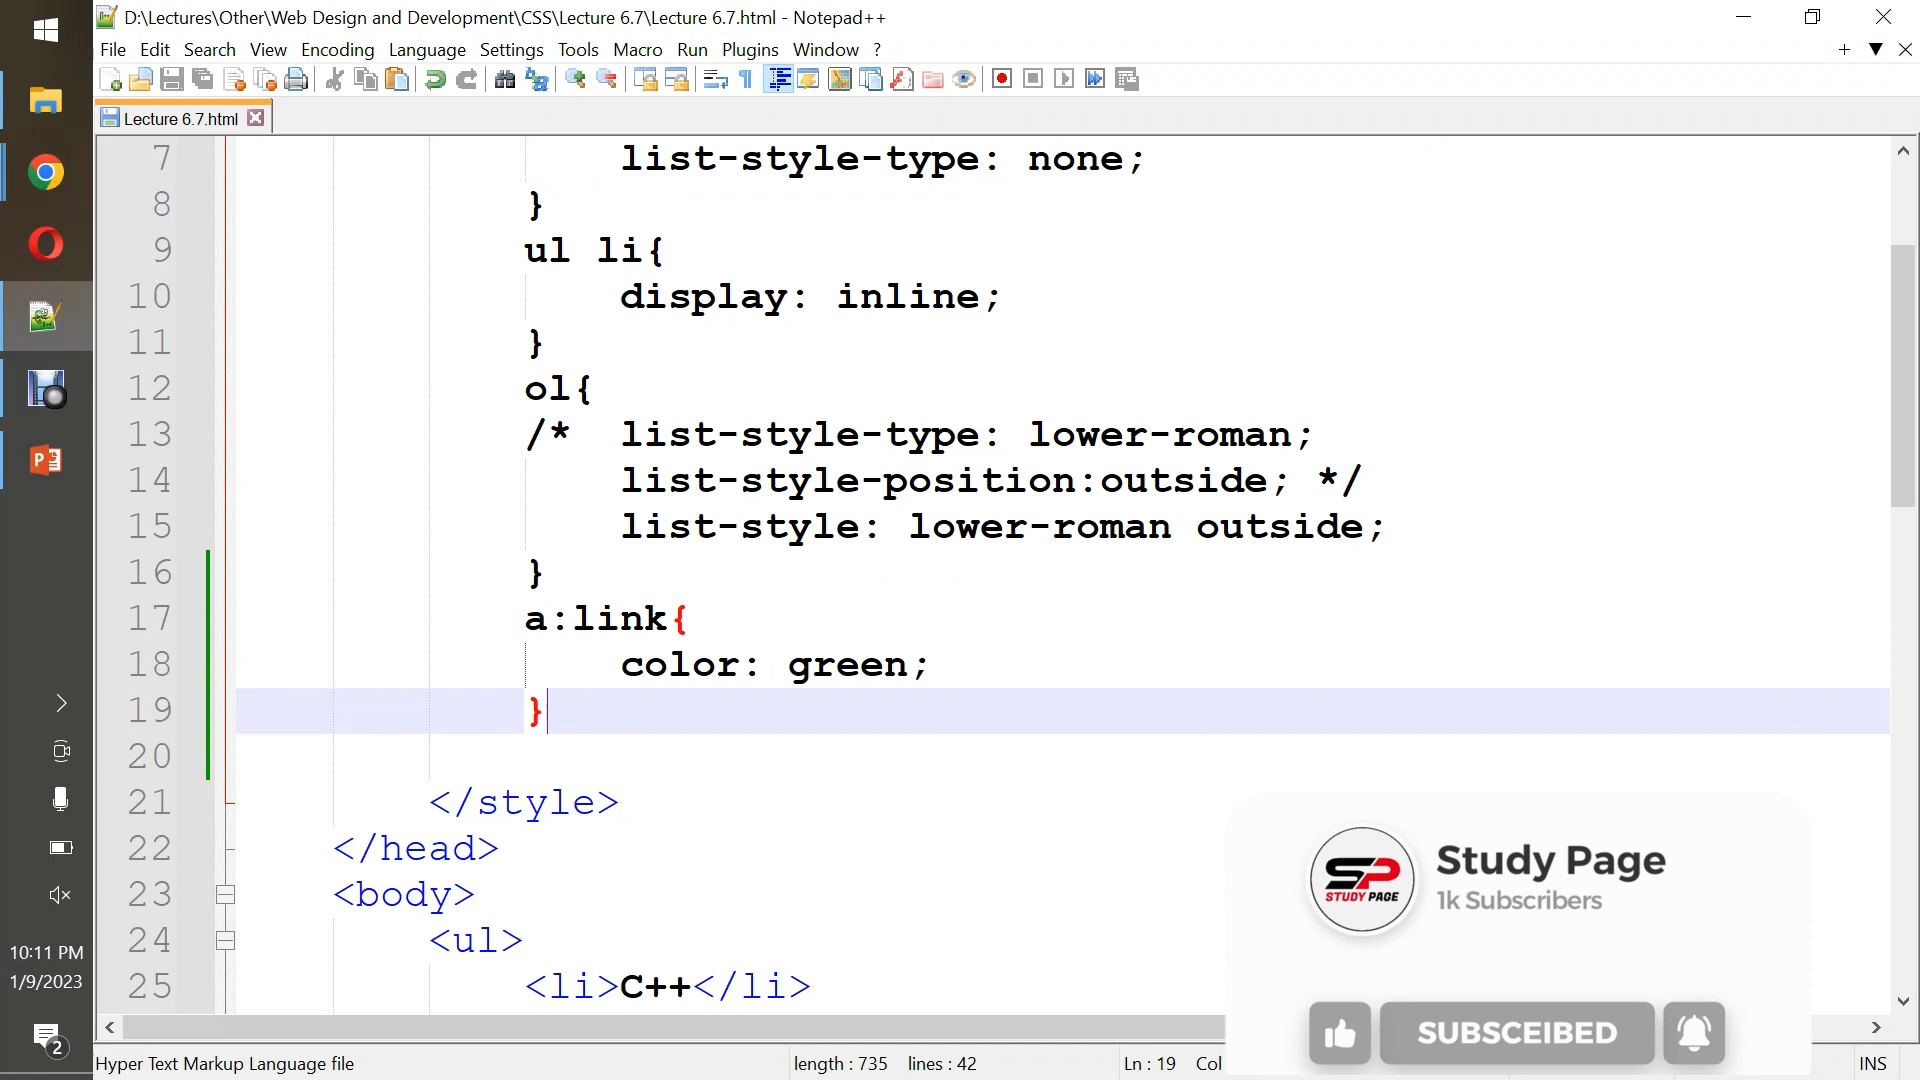 D:\Lectures\Other\Web Design and Development\CSS\Lecture 6.7\Lecture 6.7.html - Notepad++
File Edit Search View Encoding Language Settings Tools Macro Run Plugins Window ?
Lecture 6.7.html
7 list-style-type: none;
8 }
9 ul li{
10 display: inline;
11 }
12 ol{
13 /* list-style-type: lower-roman;
14 list-style-position:outside; */
15 list-style: lower-roman outside;
16 }
17 a:link{
18 color: green;
19 }
20
21 </style>
22 </head>
23 <body>
24 <ul>
25 <li>C++</li>
10:11 PM
1/9/2023
2
SP
STUDY PAGE
Study Page
1k Subscribers
SUBSCEIBED
Hyper Text Markup Language file length : 735 lines : 42 Ln : 19 Col INS